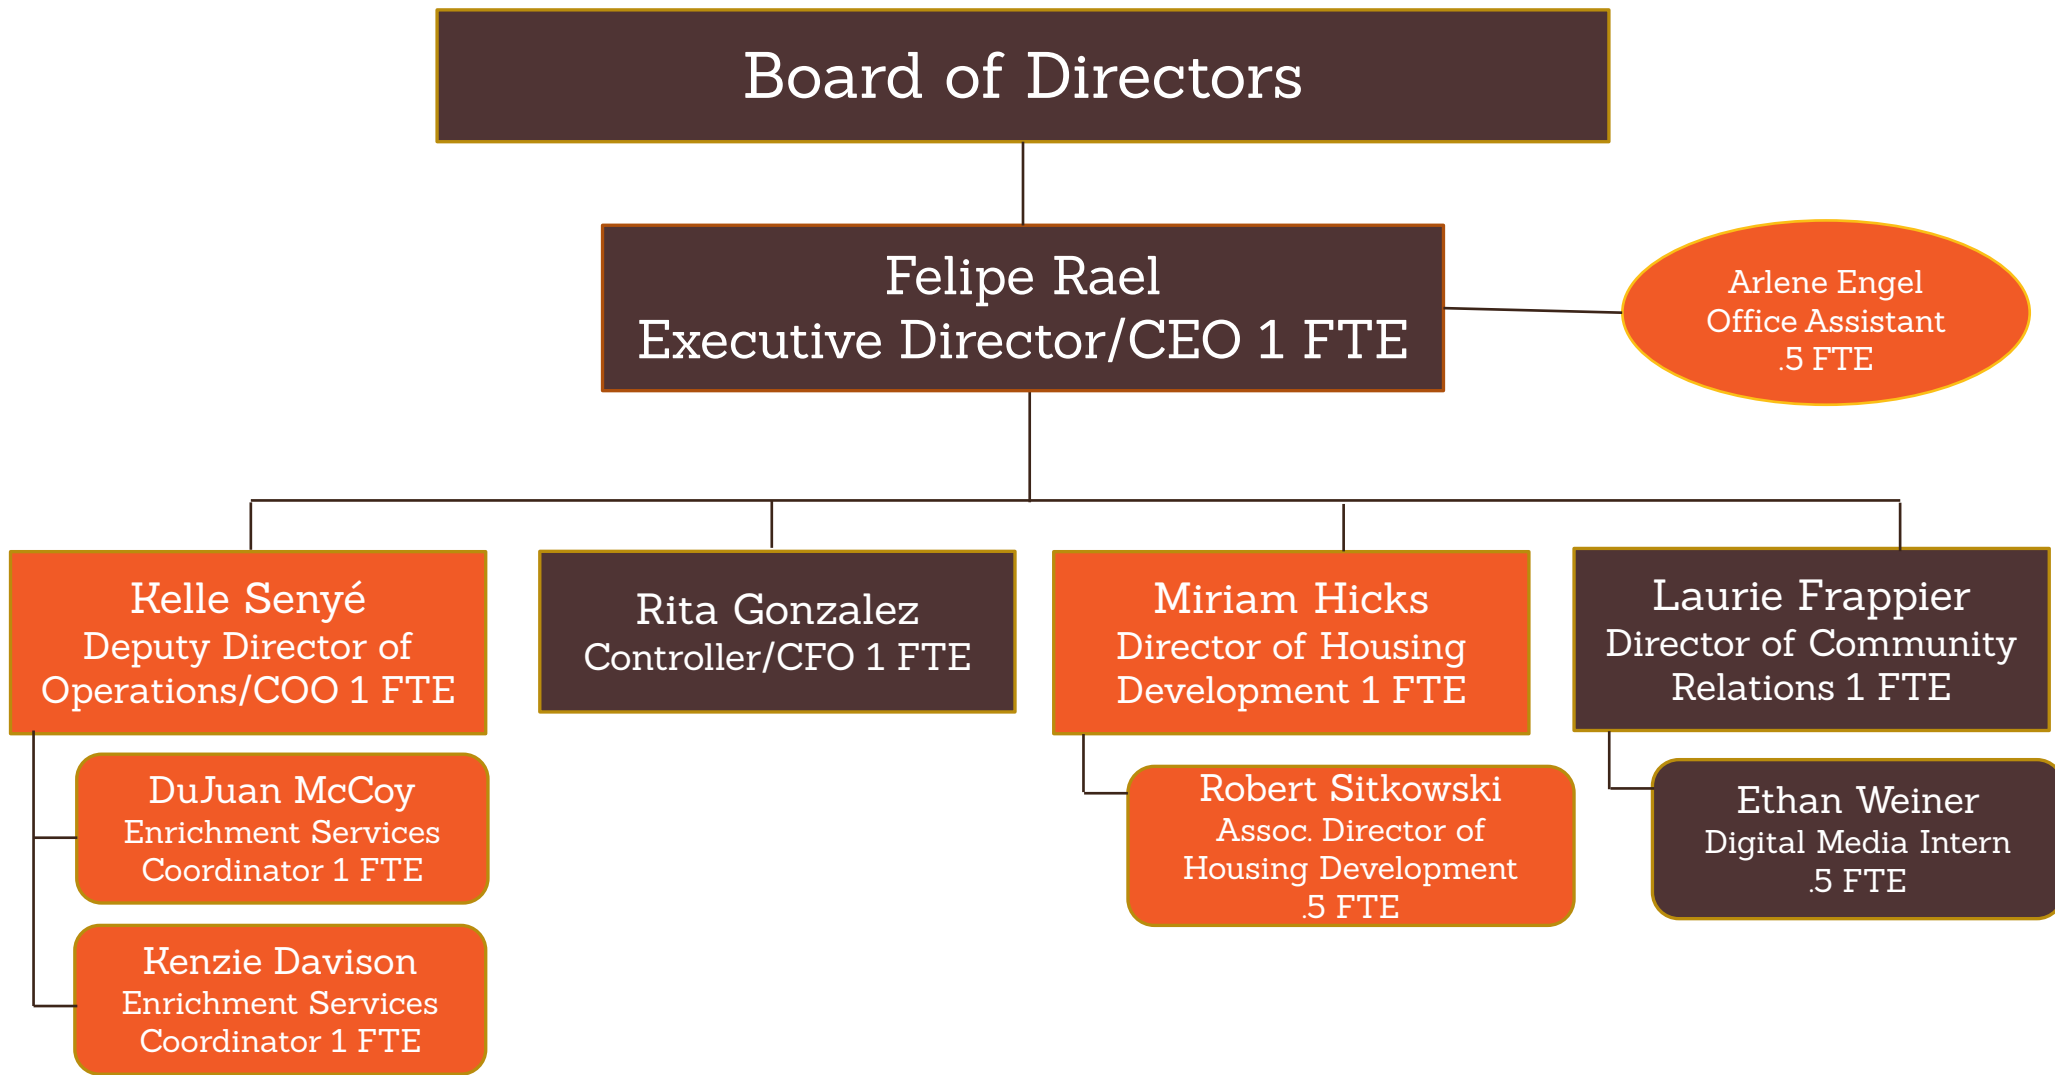 Board of Directors
Felipe Rael
Executive Director/CEO 1 FTE
Arlene Engel
Office Assistant
.5 FTE
Kelle Senyé
Deputy Director of
Operations/COO 1 FTE
Rita Gonzalez
Controller/CFO 1 FTE
Miriam Hicks
Director of Housing
Development 1 FTE
Laurie Frappier
Director of Community
Relations 1 FTE
DuJuan McCoy
Enrichment Services
Coordinator 1 FTE
Kenzie Davison
Enrichment Services
Coordinator 1 FTE
Robert Sitkowski
Assoc. Director of
Housing Development
.5 FTE
Ethan Weiner
Digital Media Intern
.5 FTE